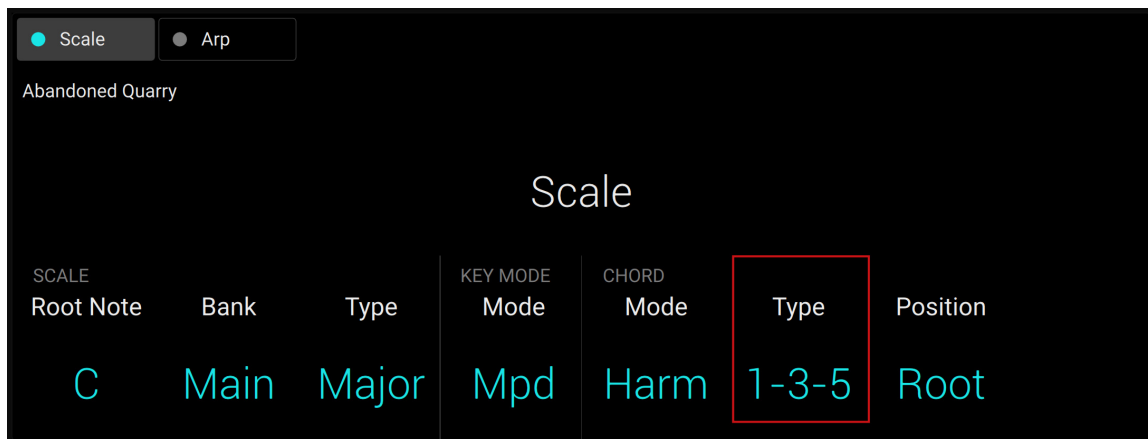 Scale Arp
Abandoned Quarry
Scale
SCALE KEY MODE CHORD
Root Note Bank Type Mode Mode Type Position
C Main Major Mpd Harm 1-3-5 Root